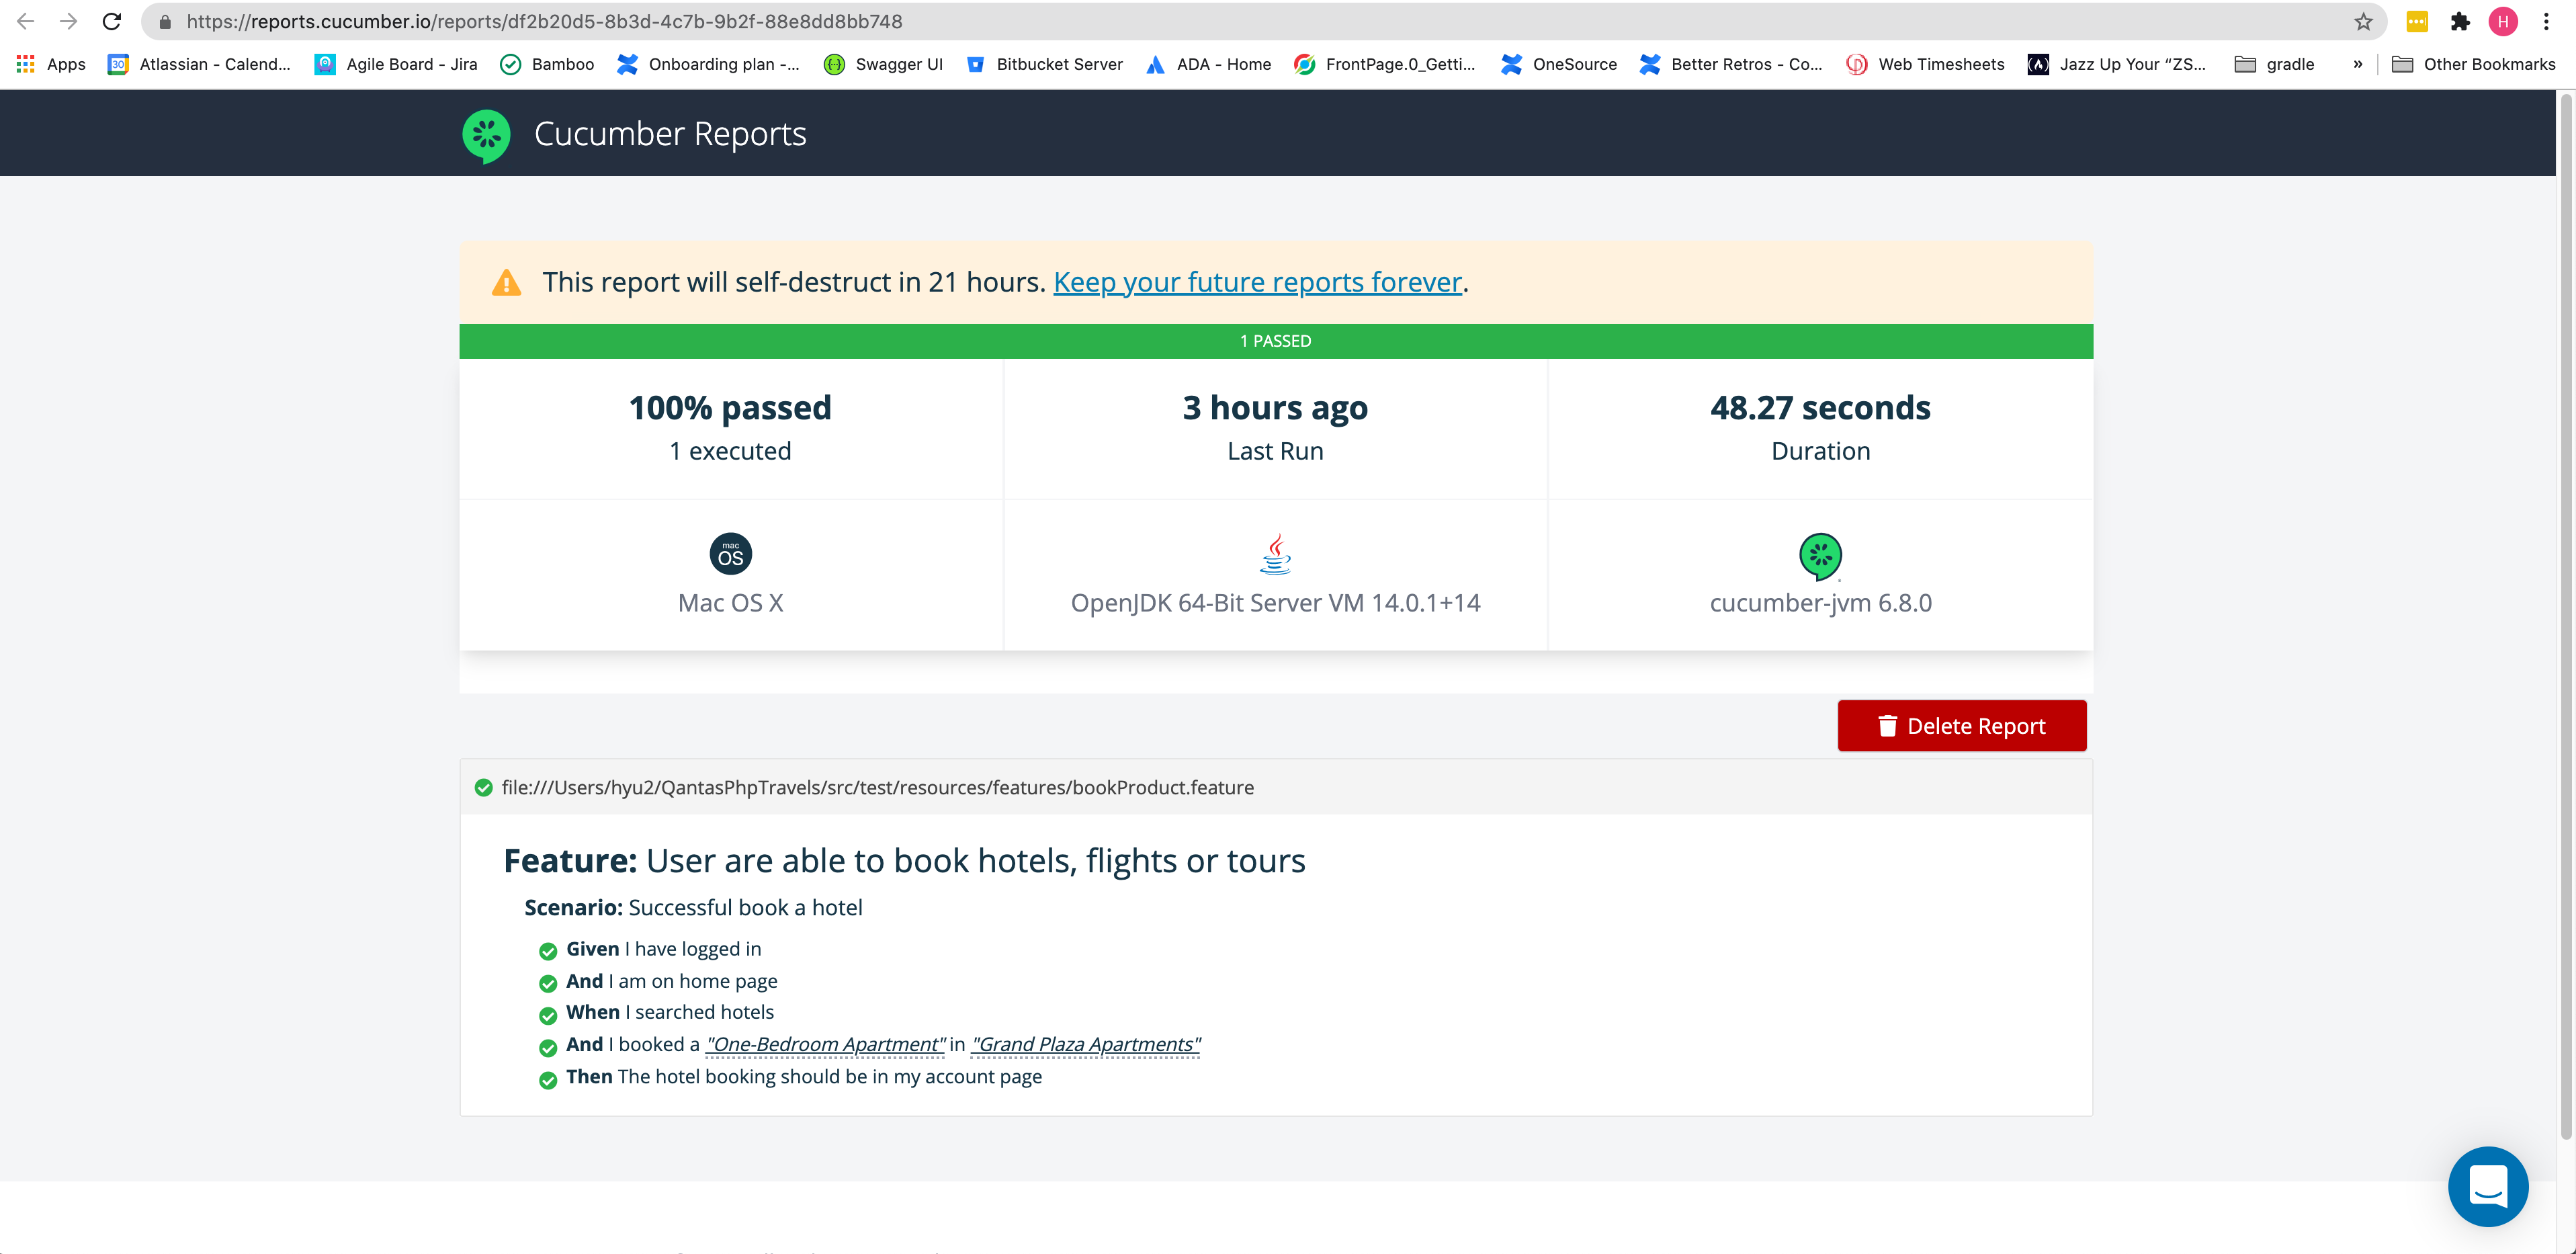 https://reports.cucumber.io/reports/df2b20d5-8b3d-4c7b-9b2f-88e8dd8bb748
H
Apps 30 Atlassian - Calend... Agile Board - Jira Bamboo Onboarding plan -... Swagger UI Bitbucket Server ADA - Home FrontPage.0_Getti... OneSource Better Retros - Co... Web Timesheets Jazz Up Your “ZS... gradle » Other Bookmarks
Cucumber Reports
This report will self-destruct in 21 hours. Keep your future reports forever.
1 PASSED
100% passed 3 hours ago 48.27 seconds
1 executed Last Run Duration
mac
OS
Mac OS X OpenJDK 64-Bit Server VM 14.0.1+14 cucumber-jvm 6.8.0
Delete Report
file:///Users/hyu2/QantasPhpTravels/src/test/resources/features/bookProduct.feature
Feature: User are able to book hotels, flights or tours
Scenario: Successful book a hotel
Given I have logged in
And I am on home page
When I searched hotels
And I booked a "One-Bedroom Apartment" in "Grand Plaza Apartments"
Then The hotel booking should be in my account page